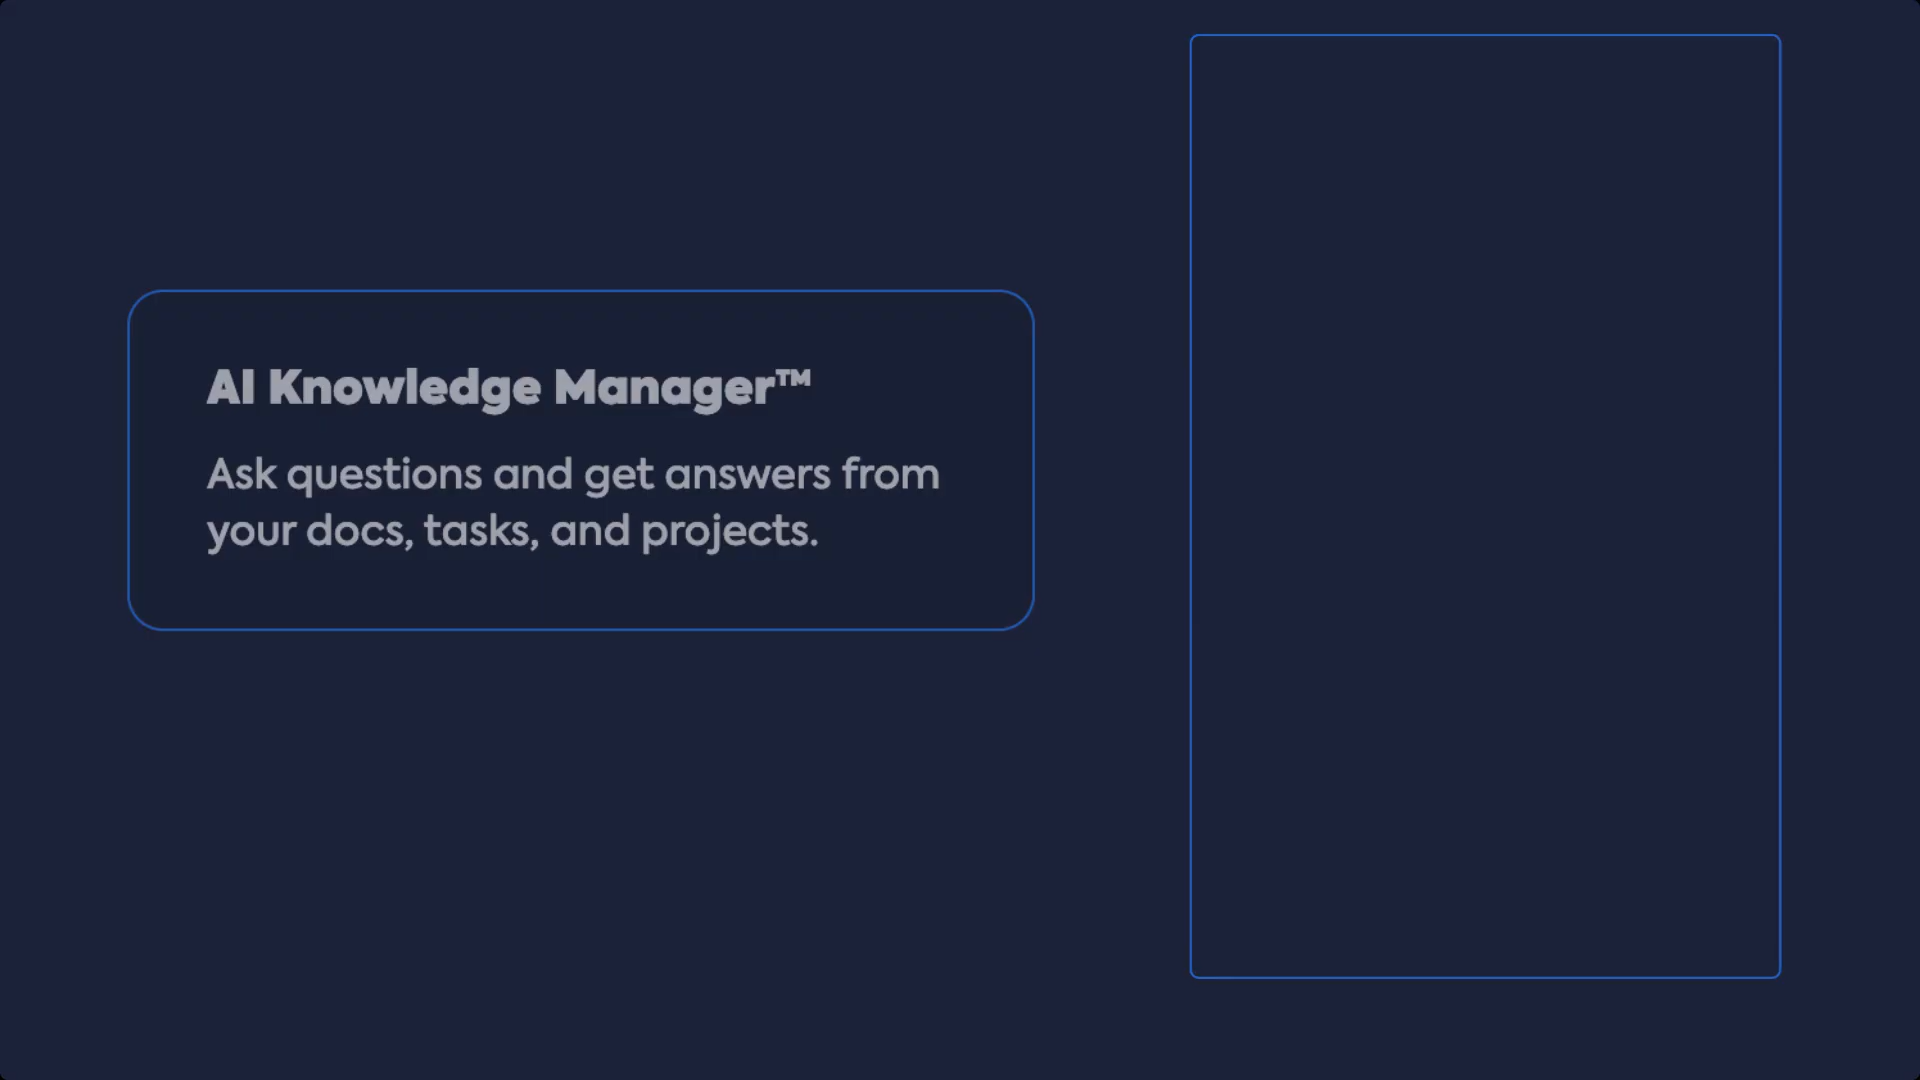 AI Knowledge Manager™
Ask questions and get answers from
your docs, tasks, and projects.